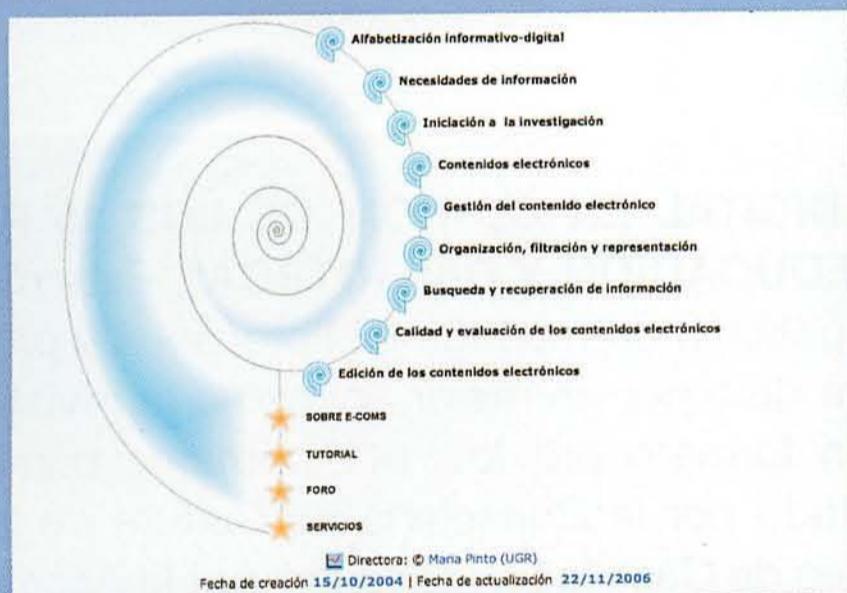 Alfabetización informativo-digital
Necesidades de información
Iniciación a la investigación
Contenidos electrónicos
Gestión del contenido electrónico
Organización, filtración y representación
Busqueda y recuperación de información
Calidad y evaluación de los contenidos electrónicos
Edición de los contenidos electrónicos
SOBRE E-COMS
TUTORIAL
FORO
SERVICIOS
Directora: © Maria Pinto (UGR)
Fecha de creación 15/10/2004 | Fecha de actualización 22/11/2006